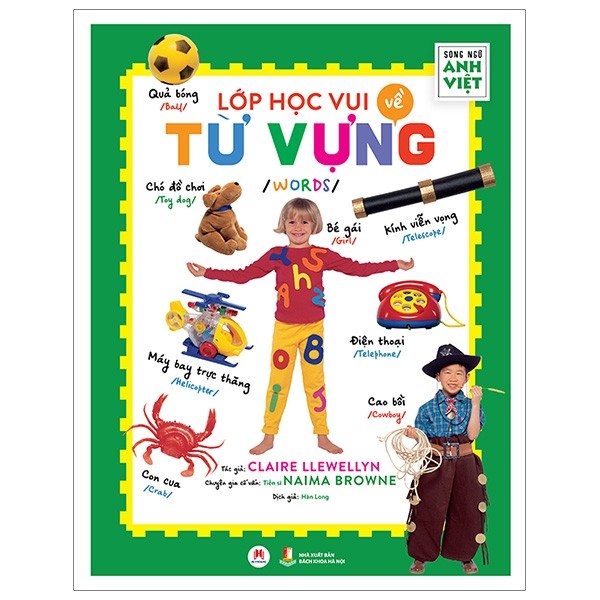 SONG NGỮ
ANH
VIỆT
Quả bóng
/Ball/
LỚP HỌC VUI về
TỪ VỰNG
/WORDS/
Chó đồ chơi
/Toy dog/
Bé gái
/Girl/
Kính viễn vọng
/Telescope/
Máy bay trực thăng
/Helicopter/
Điện thoại
/Telephone/
Cao bồi
/Cowboy/
Con cua
/Crab/
Tác giả: CLAIRE LLEWELLYN
Chuyên gia cố vấn: Tiến sĩ NAIMA BROWNE
Dịch giả: Hàn Long
NHÀ XUẤT BẢN
BÁCH KHOA HÀ NỘI